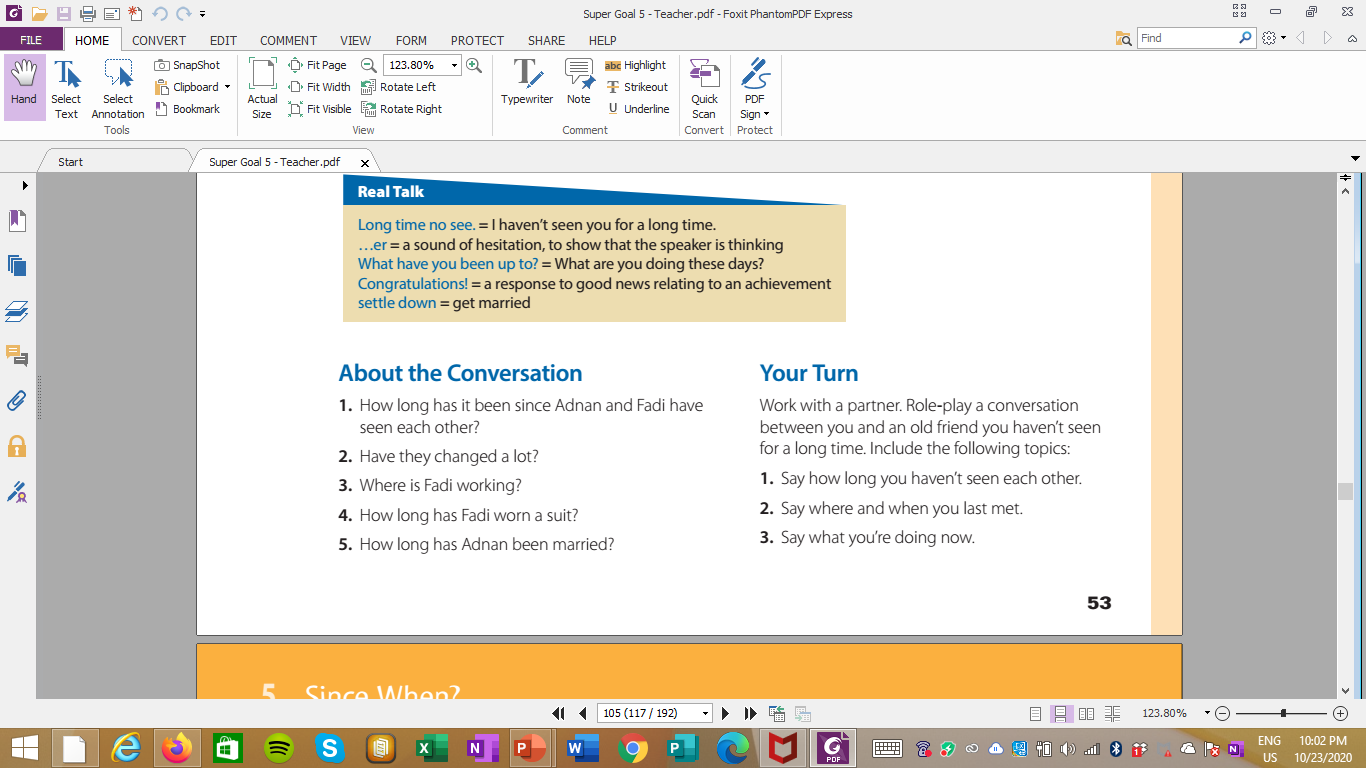 Super Goal 5 - Teacher.pdf - Foxit PhantomPDF Express
FILE
HOME
CONVERT
EDIT
COMMENT
VIEW
FORM
PROTECT
SHARE
HELP
Find
Hand
Select Text
Select Annotation
SnapShot
Clipboard
Bookmark
Tools
Actual Size
Fit Page
Fit Width
Fit Visible
123.80%
Rotate Left
Rotate Right
View
Typewriter
Note
abc Highlight
T Strikeout
U Underline
Comment
Quick Scan
Convert
PDF Sign
Protect
Start
Super Goal 5 - Teacher.pdf
Real Talk
Long time no see. = I haven't seen you for a long time.
…er = a sound of hesitation, to show that the speaker is thinking
What have you been up to? = What are you doing these days?
Congratulations! = a response to good news relating to an achievement
settle down = get married
About the Conversation
1. How long has it been since Adnan and Fadi have
seen each other?
2. Have they changed a lot?
3. Where is Fadi working?
4. How long has Fadi worn a suit?
5. How long has Adnan been married?
Your Turn
Work with a partner. Role-play a conversation
between you and an old friend you haven't seen
for a long time. Include the following topics:
1. Say how long you haven't seen each other.
2. Say where and when you last met.
3. Say what you're doing now.
53
5 Since When?
105 (117 / 192)
123.80%
PDF
ENG
US
10:02 PM
10/23/2020